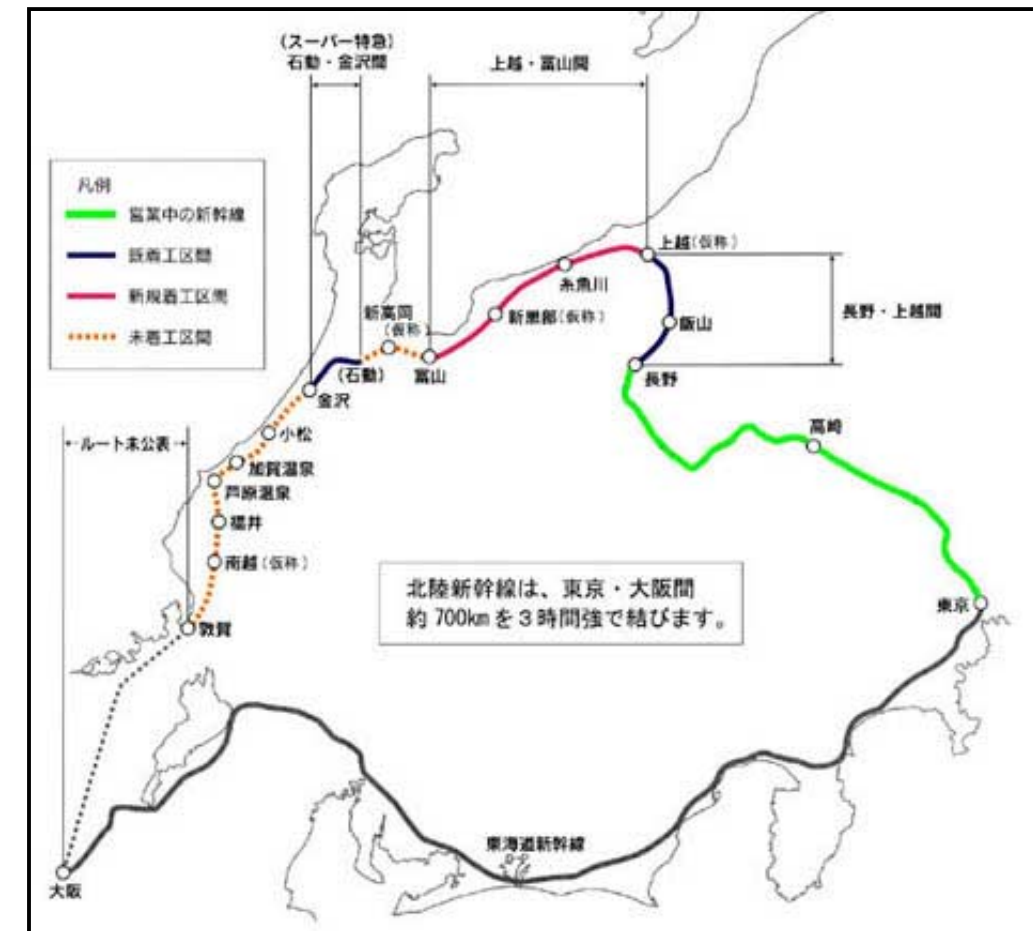 (スーパー特急)
石動・金沢間
上越・富山間
凡例
営業中の新幹線
既着工区間
新規着工区間
未着工区間
上越(仮称)
糸魚川
新黒部(仮称)
飯山
長野・上越間
新高岡
(仮称)
富山
(石動)
長野
金沢
高崎
小松
ルート未公表
加賀温泉
芦原温泉
福井
南越(仮称)
北陸新幹線は、東京・大阪間
約700kmを3時間強で結びます。
東京
敦賀
東海道新幹線
大阪